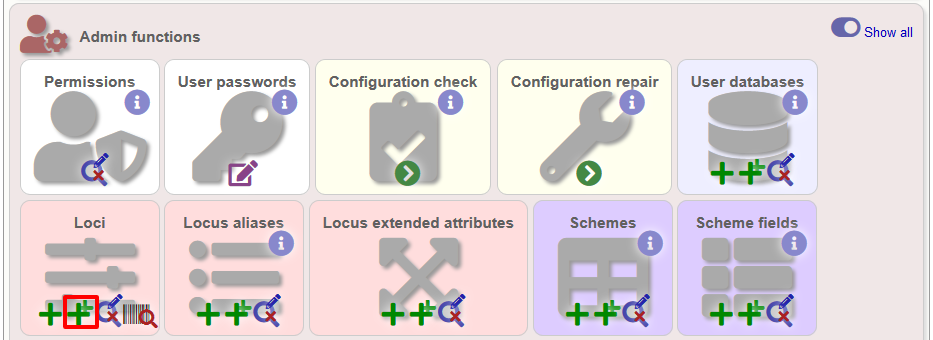 Admin functions
Show all
Permissions
User passwords
Configuration check
Configuration repair
User databases
Loci
Locus aliases
Locus extended attributes
Schemes
Scheme fields